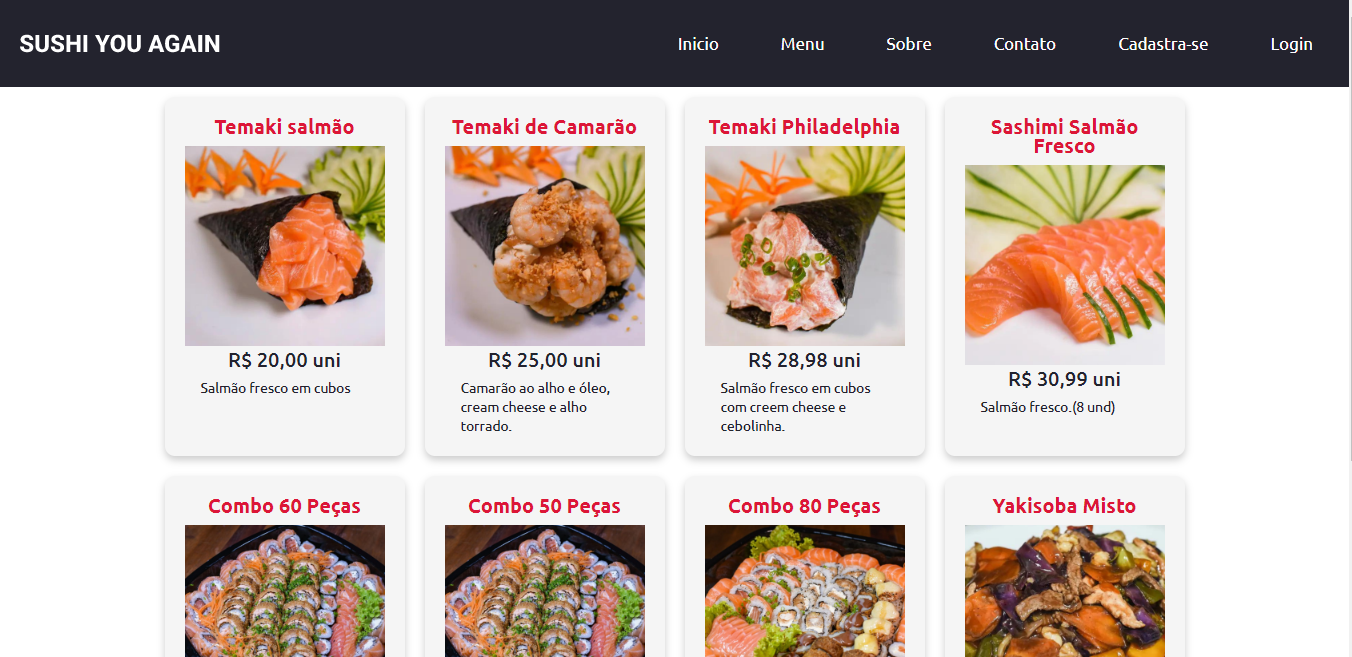 SUSHI YOU AGAIN
Inicio Menu Sobre Contato Cadastra-se Login
Temaki salmão
R$ 20,00 uni
Salmão fresco em cubos
Temaki de Camarão
R$ 25,00 uni
Camarão ao alho e óleo,
cream cheese e alho
torrado.
Temaki Philadelphia
R$ 28,98 uni
Salmão fresco em cubos
com creem cheese e
cebolinha.
Sashimi Salmão
Fresco
R$ 30,99 uni
Salmão fresco.(8 und)
Combo 60 Peças
Combo 50 Peças
Combo 80 Peças
Yakisoba Misto